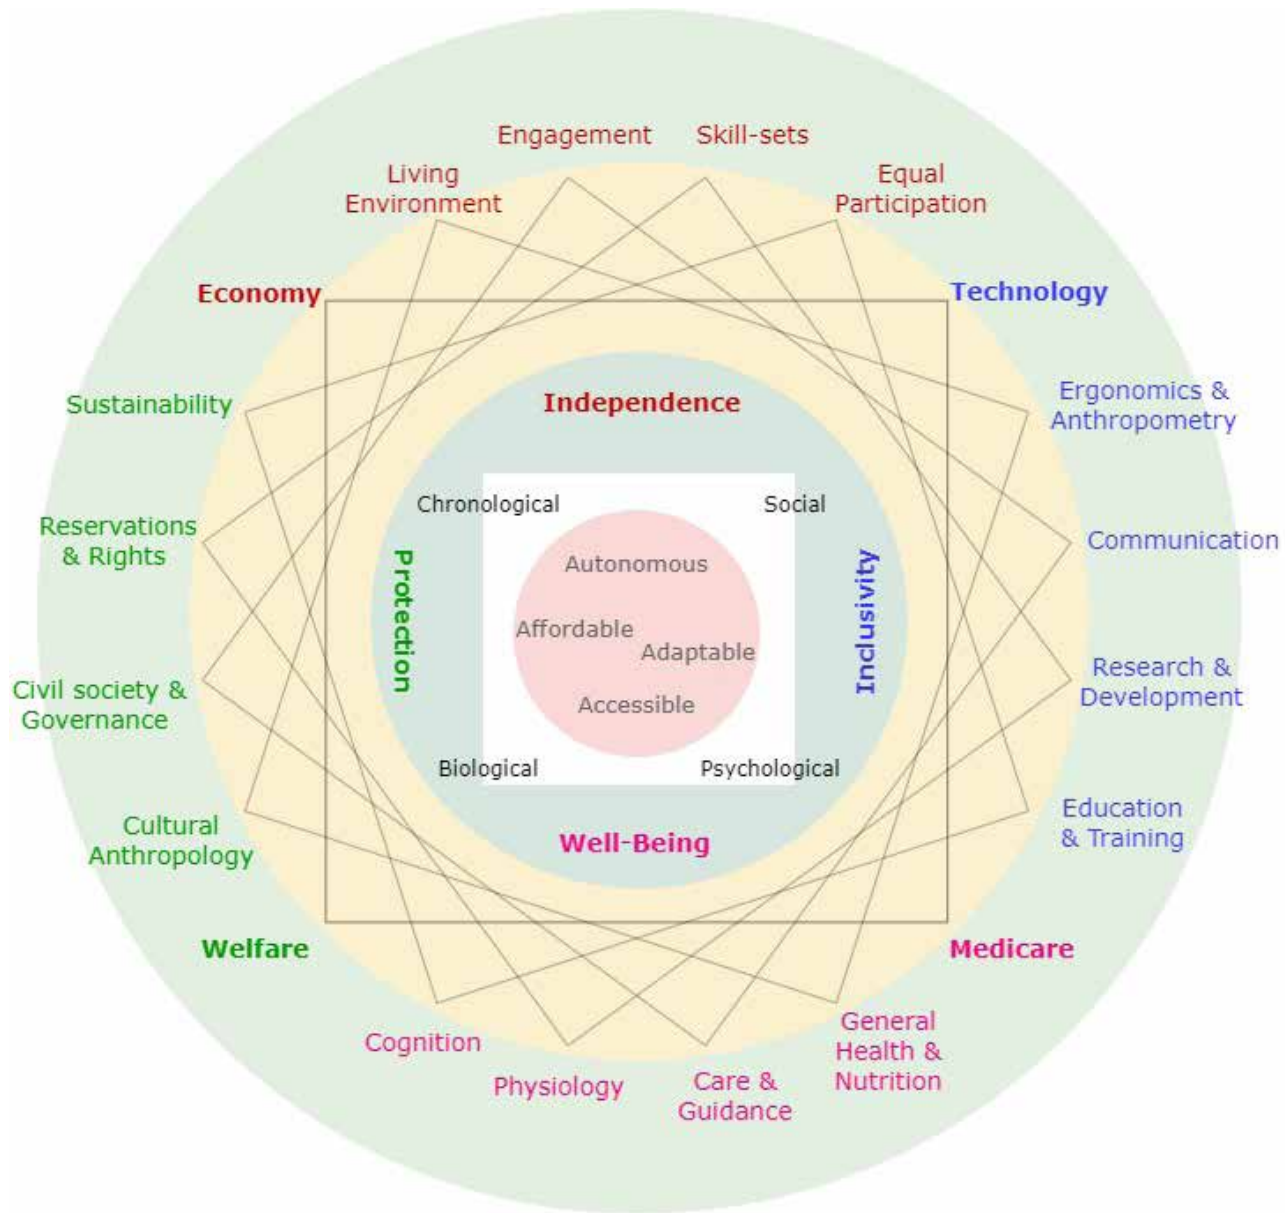 Engagement
Skill-sets
Living
Environment
Equal
Participation
Economy
Technology
Sustainability
Ergonomics &
Anthropometry
Independence
Chronological
Social
Reservations
& Rights
Communication
Protection
Autonomous
Affordable
Adaptable
Accessible
Inclusivity
Civil society &
Governance
Research &
Development
Biological
Psychological
Cultural
Anthropology
Well-Being
Education
& Training
Welfare
Medicare
Cognition
Physiology
Care &
Guidance
General
Health &
Nutrition